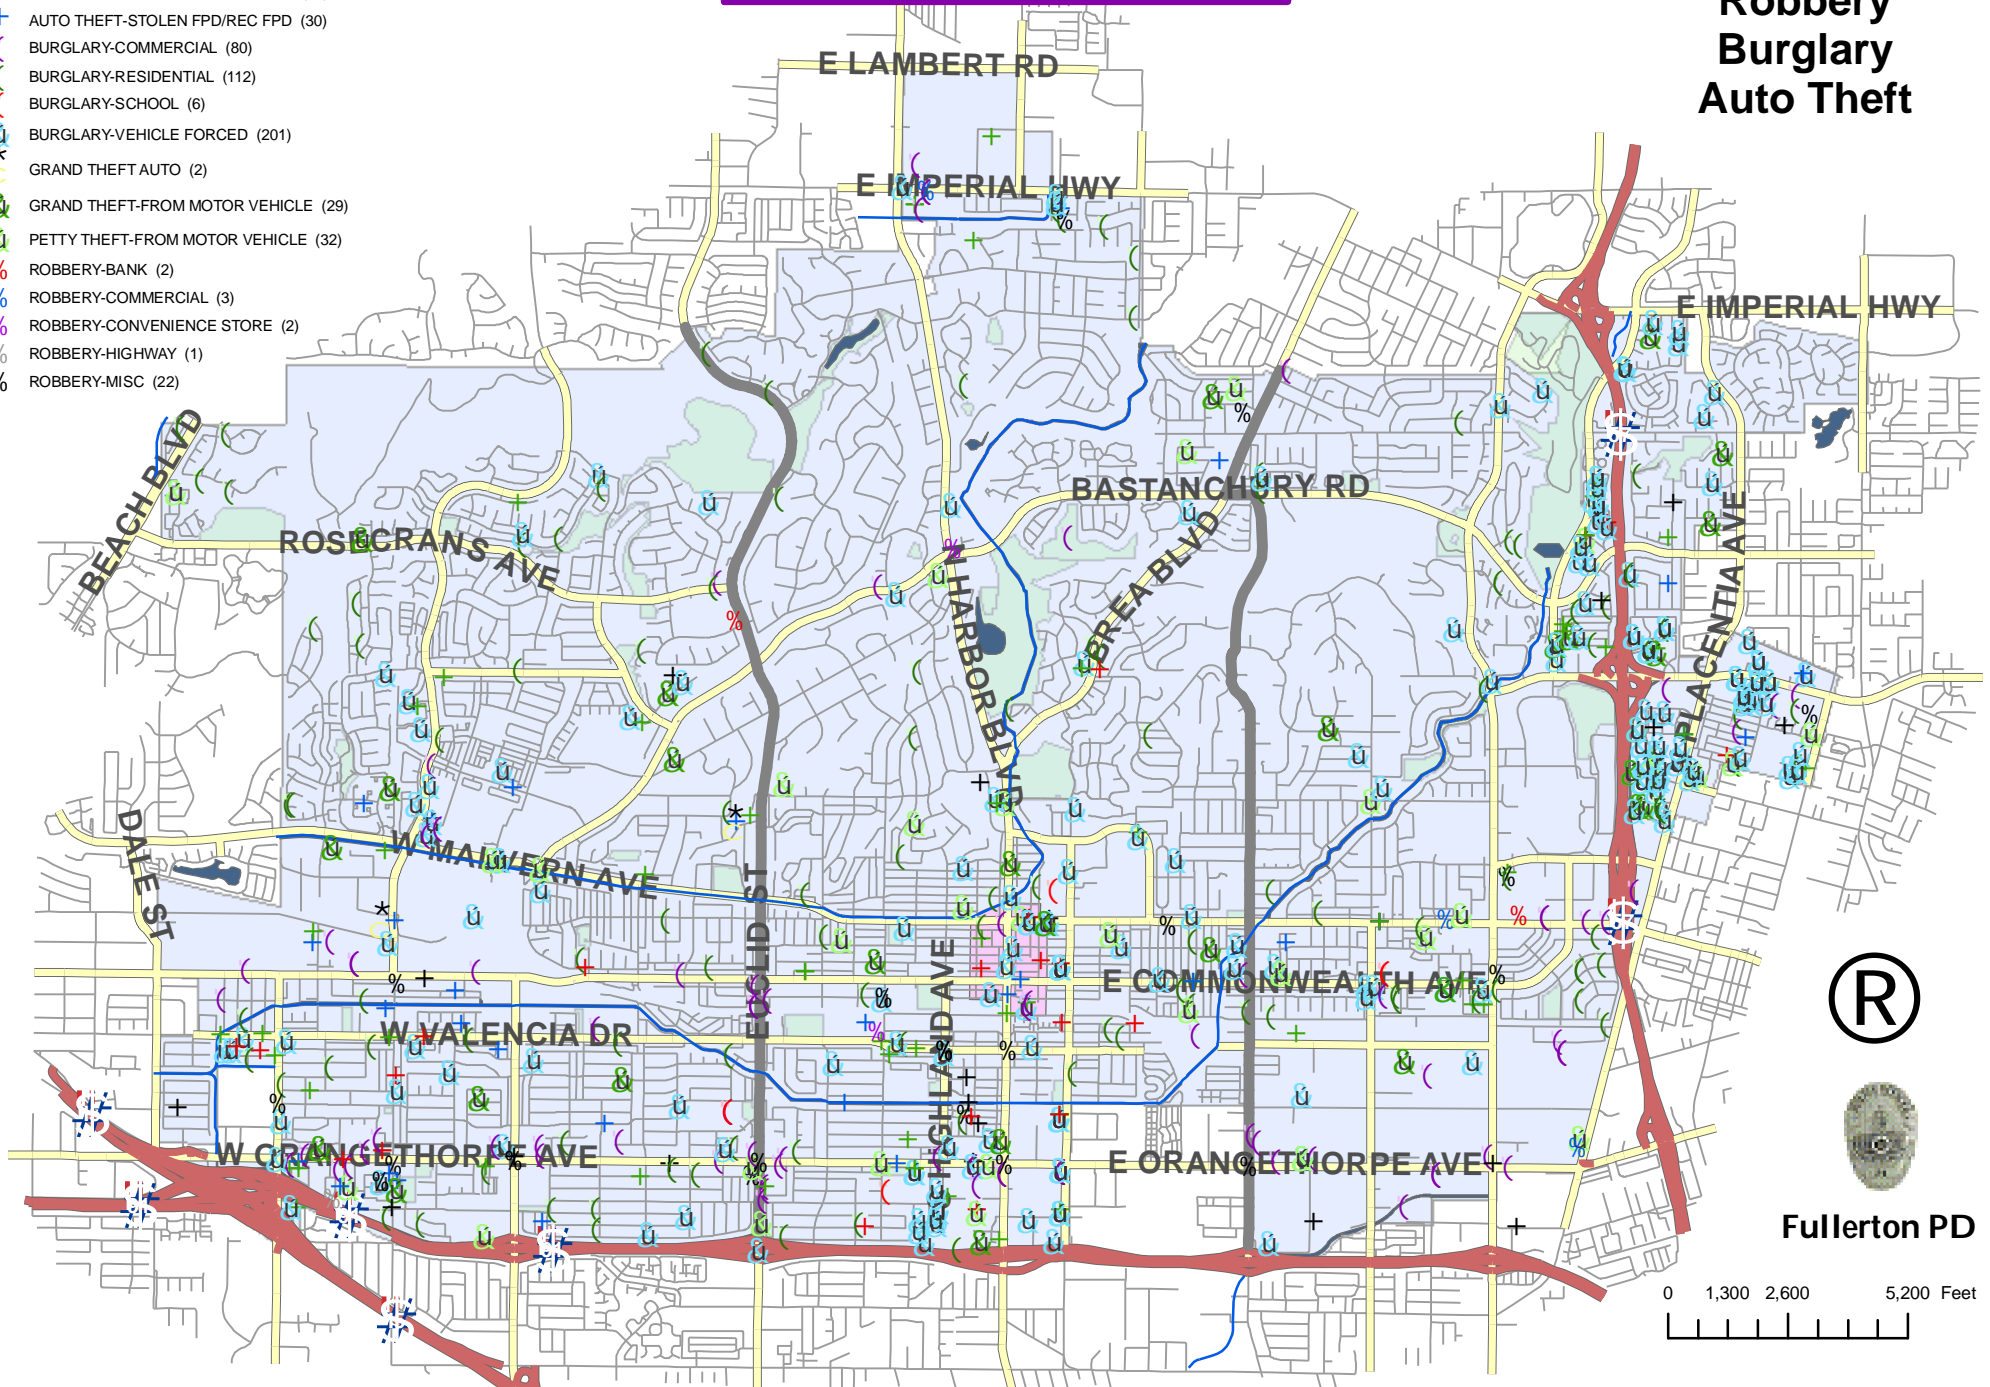 AUTO THEFT-STOLEN FPD/REC FPD (30)
BURGLARY-COMMERCIAL (80)
BURGLARY-RESIDENTIAL (112)
BURGLARY-SCHOOL (6)
BURGLARY-VEHICLE FORCED (201)
GRAND THEFT AUTO (2)
GRAND THEFT-FROM MOTOR VEHICLE (29)
PETTY THEFT-FROM MOTOR VEHICLE (32)
ROBBERY-BANK (2)
ROBBERY-COMMERCIAL (3)
ROBBERY-CONVENIENCE STORE (2)
ROBBERY-HIGHWAY (1)
ROBBERY-MISC (22)
Robbery
Burglary
Auto Theft
E LAMBERT RD
E IMPERIAL HWY
E IMPERIAL HWY
BEACH BLVD
ROSECRANS AVE
BASTANCHURY RD
BREA BLVD
N HARBOR BLVD
PLACENTIA AVE
DALE ST
W MALVERN AVE
EUCLID ST
HIGHLAND AVE
E COMMONWEALTH AVE
W VALENCIA DR
W ORANGETHORPE AVE
E ORANGETHORPE AVE
R
Fullerton PD
0 1,300 2,600 5,200 Feet